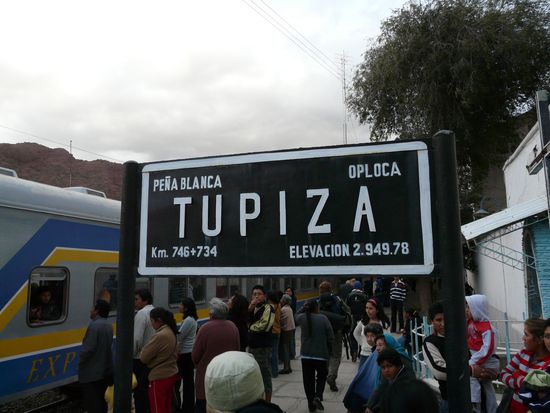 PEÑA BLANCA
OPLOCA
TUPIZA
Km. 746+734
ELEVACION. 2.949.78
EXP